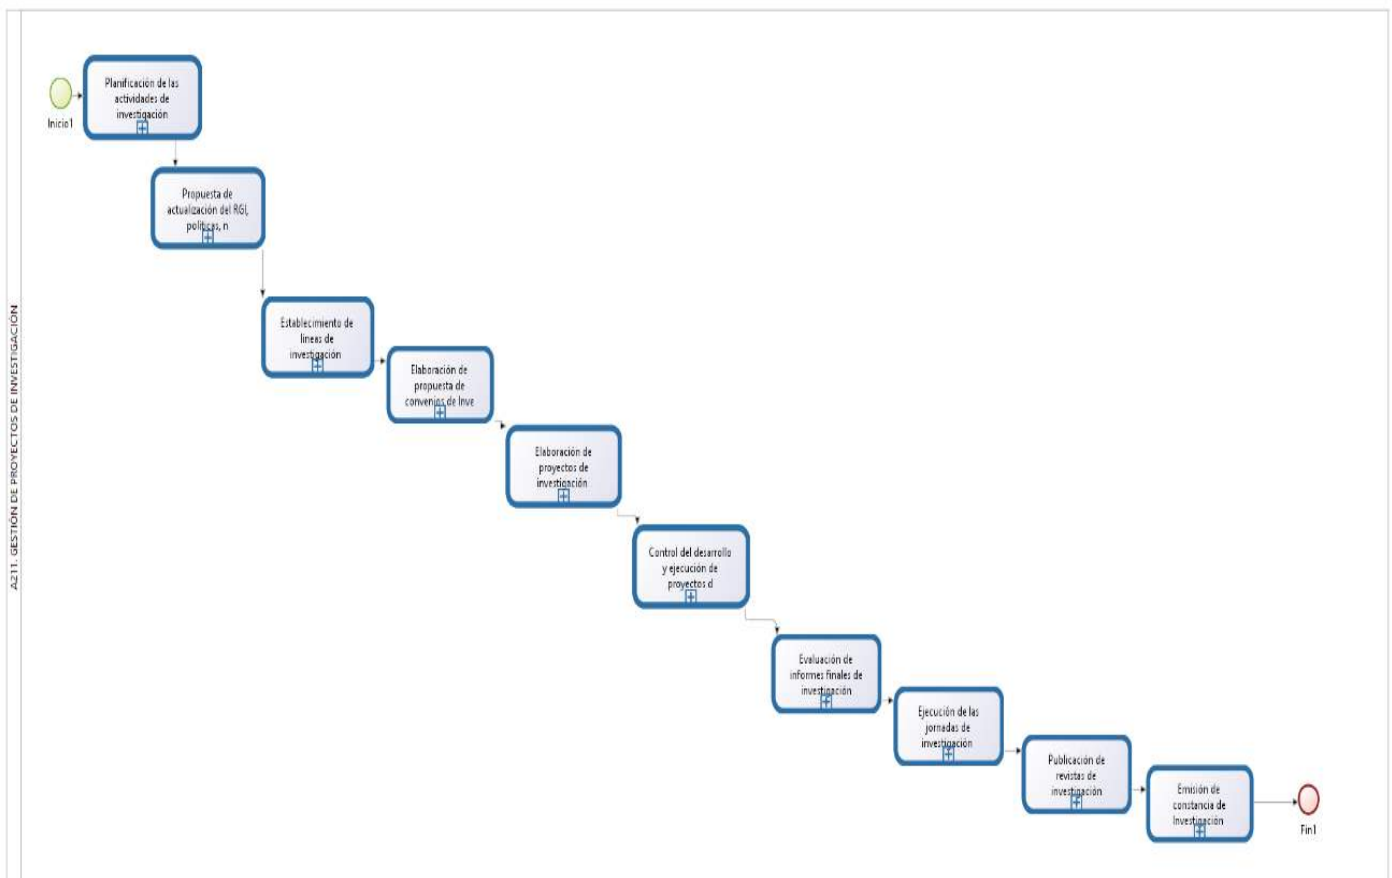 A211. GESTIÓN DE PROYECTOS DE INVESTIGACIÓN
Inicio1
Planificación de las
actividades de
investigación
Propuesta de
actualización del RGI,
políticas, n
Establecimiento de
líneas de
investigación
Elaboración de
propuesta de
convenios de Inve
Elaboración de
proyectos de
investigación
Control del desarrollo
y ejecución de
proyectos d
Evaluación de
informes finales de
investigación
Ejecución de las
jornadas de
investigación
Publicación de
revistas de
investigación
Emisión de
constancia de
Investigación
Fin1